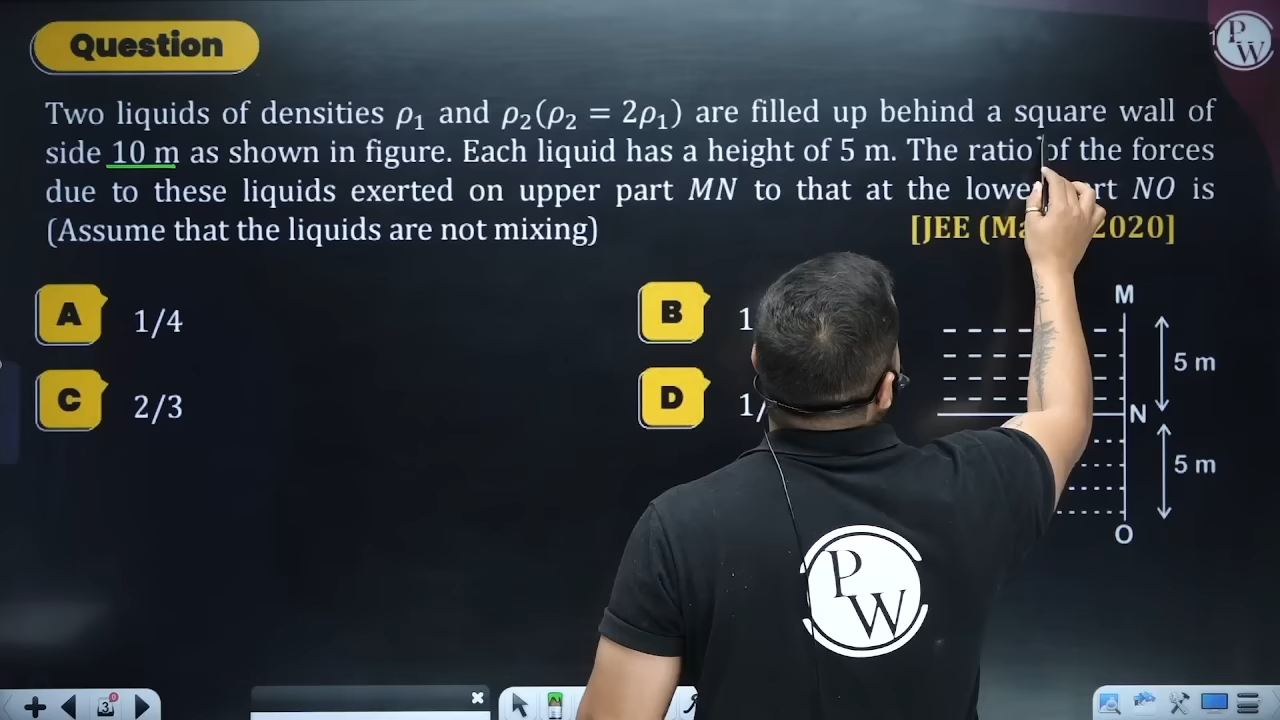 Question
Two liquids of densities ρ₁ and ρ₂(ρ₂ = 2ρ₁) are filled up behind a square wall of
side 10 m as shown in figure. Each liquid has a height of 5 m. The ratio of the forces
due to these liquids exerted on upper part MN to that at the lower part NO is
(Assume that the liquids are not mixing) [JEE ( 2020]
A 1/4
B
C 2/3
D
M
5 m
N
5 m
O
PW
PW
3